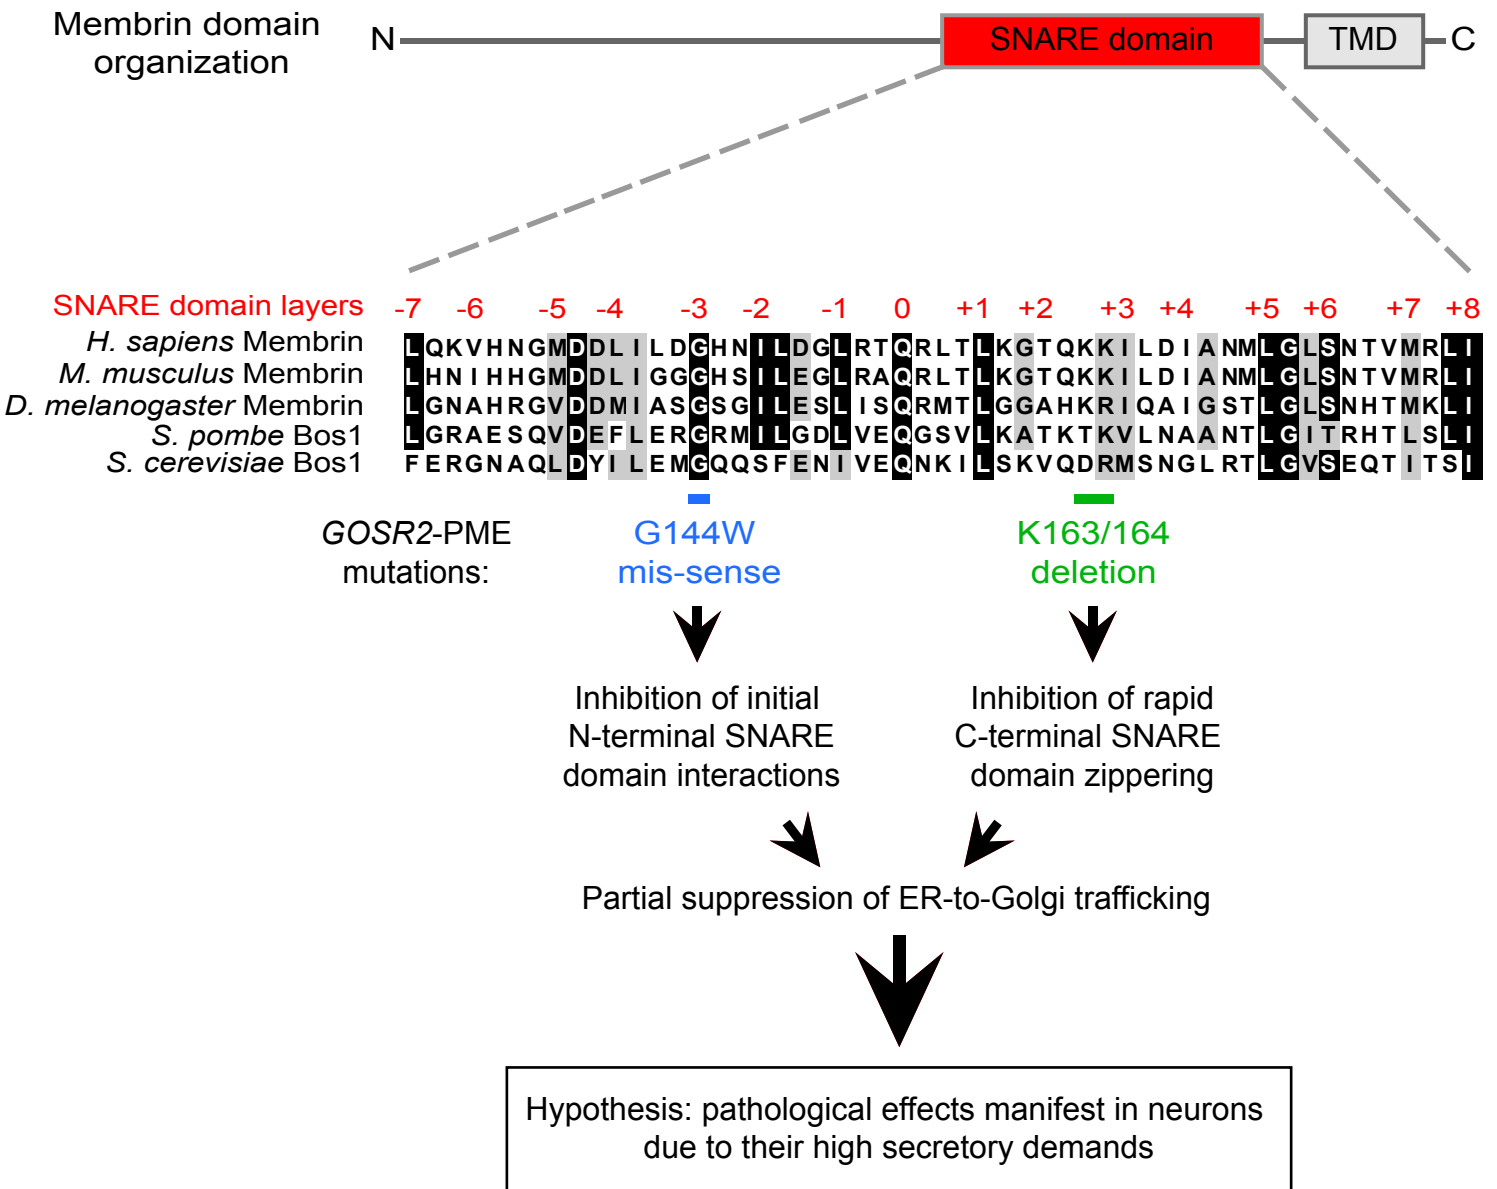 Membrin domain
organization
N
SNARE domain
TMD
C
SNARE domain layers -7 -6 -5 -4 -3 -2 -1 0 +1 +2 +3 +4 +5 +6 +7 +8
H. sapiens Membrin LQKVHNGMDDLILDGHNILDGLRTQRLTLKGTQKKILDIANMLGLSNTVMRLI
M. musculus Membrin LHNIHHGMDDLIGGGHSILEGLRAQRLTLKGTQKKILDIANMLGLSNTVMRLI
D. melanogaster Membrin LGNAHRGVDDMIASGSGILESLISQRMTLGGAHKRIQAIGSTLGLSNHTMKLI
S. pombe Bos1 LGRAESQVDEFLERGRMILGDLVEQGSVLKATKTKVLNAANTLGITRHTLSLI
S. cerevisiae Bos1 FERGNAQLDYILEMGQQSFENIVEQNKILSKVQDRMSNGLRTLGVSEQTITSI
GOSR2-PME
mutations:
G144W
mis-sense
K163/164
deletion
Inhibition of initial
N-terminal SNARE
domain interactions
Inhibition of rapid
C-terminal SNARE
domain zippering
Partial suppression of ER-to-Golgi trafficking
Hypothesis: pathological effects manifest in neurons
due to their high secretory demands